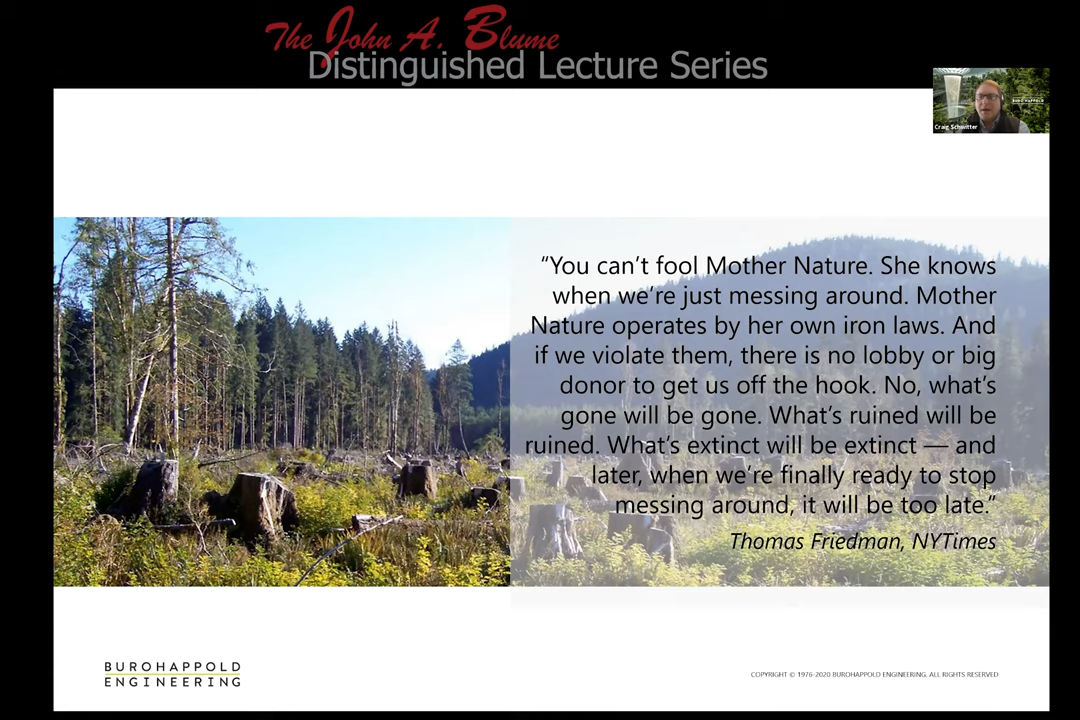 The John A. Blume
Distinguished Lecture Series
BURO HAPPOLD
Craig Schwitter
“You can’t fool Mother Nature. She knows
when we’re just messing around. Mother
Nature operates by her own iron laws. And
if we violate them, there is no lobby or big
donor to get us off the hook. No, what’s
gone will be gone. What’s ruined will be
ruined. What’s extinct will be extinct — and
later, when we’re finally ready to stop
messing around, it will be too late.”
Thomas Friedman, NYTimes
BUROHAPPOLD
ENGINEERING
COPYRIGHT © 1976-2020 BUROHAPPOLD ENGINEERING. ALL RIGHTS RESERVED